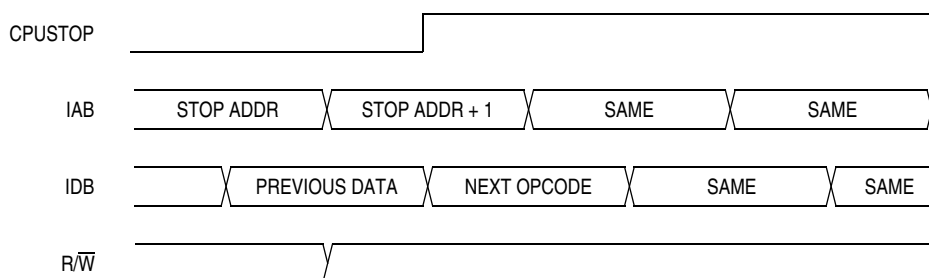 CPUSTOP
IAB STOP ADDR STOP ADDR + 1 SAME SAME
IDB PREVIOUS DATA NEXT OPCODE SAME SAME
R/W̅